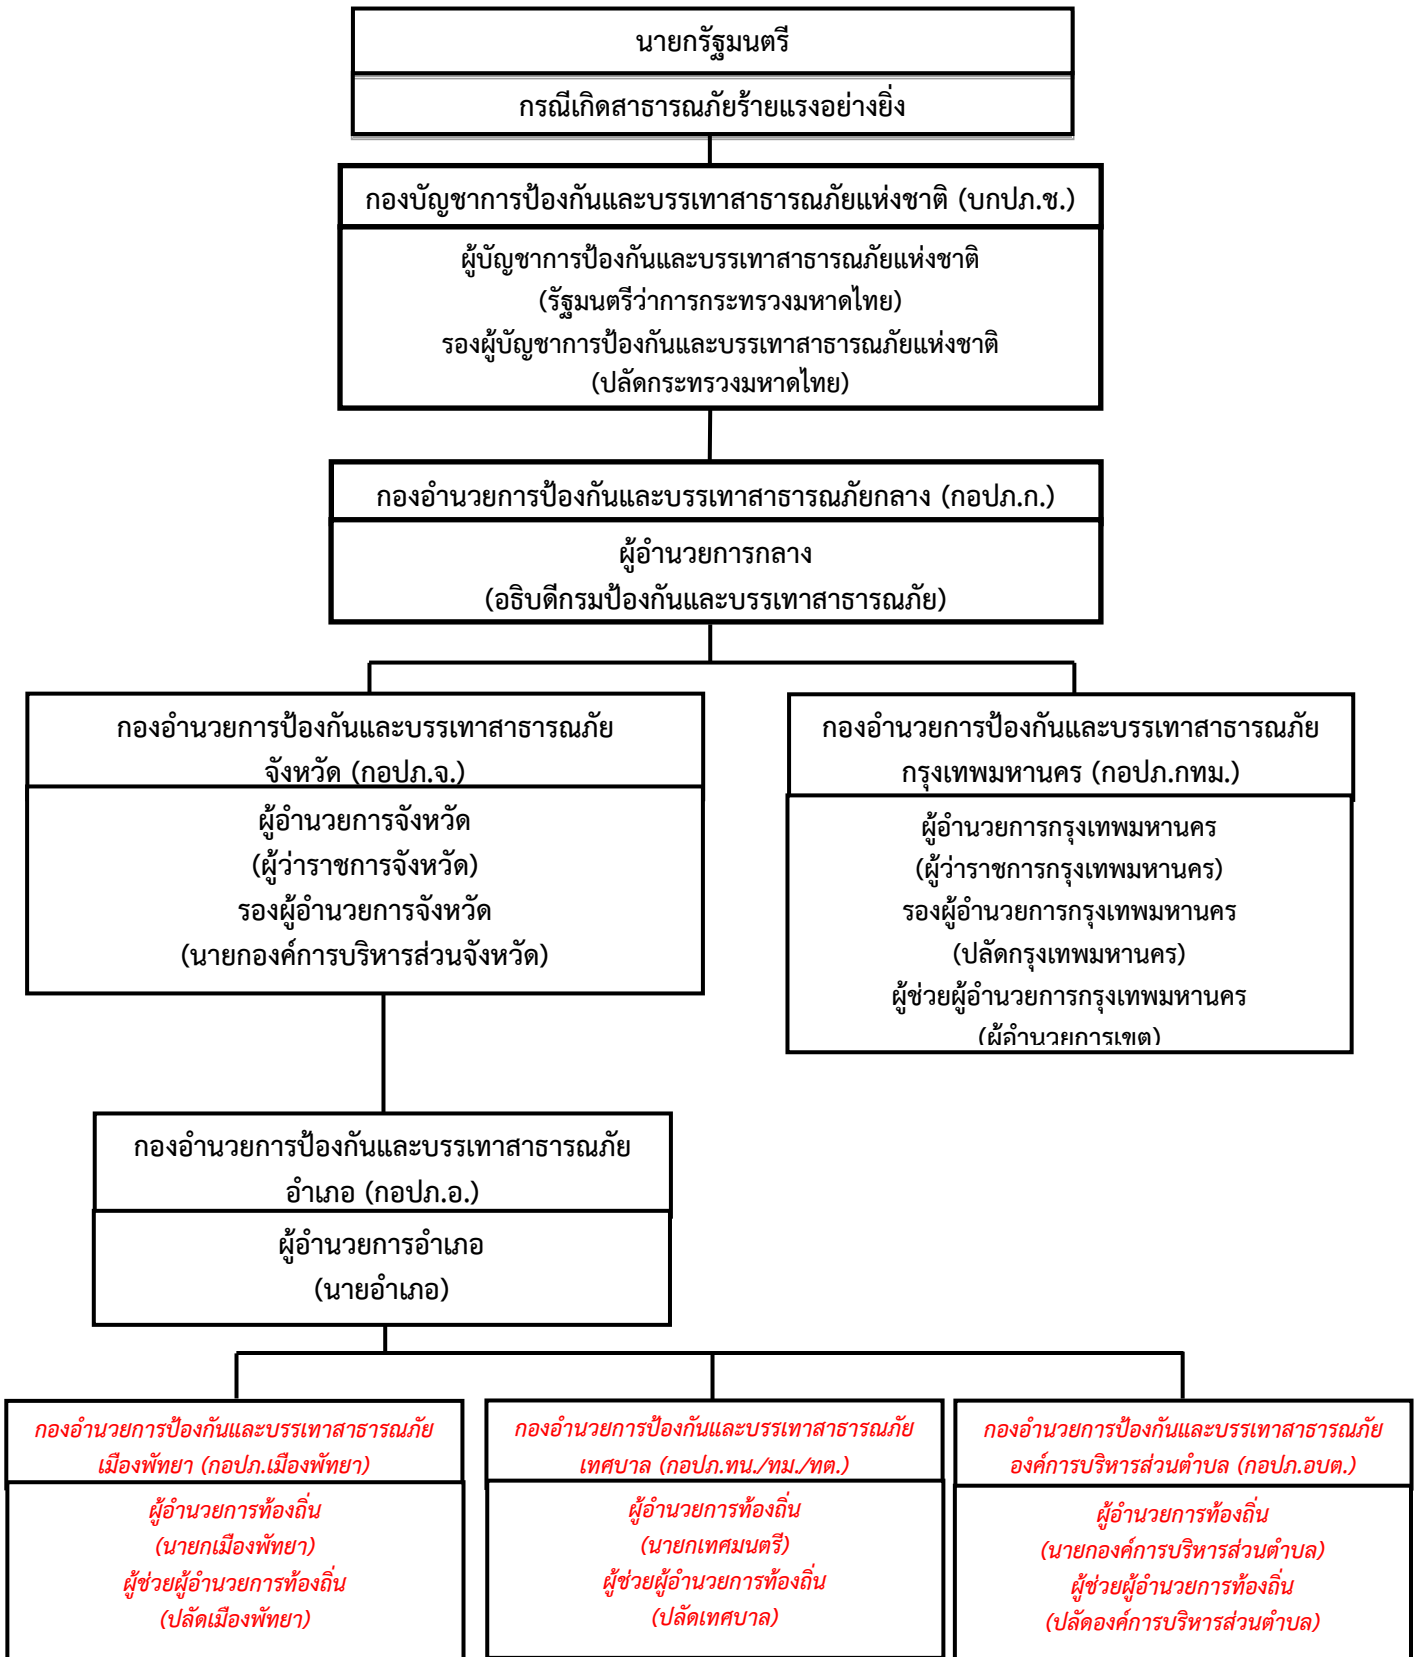 นายกรัฐมนตรี
กรณีเกิดสาธารณภัยร้ายแรงอย่างยิ่ง
กองบัญชาการป้องกันและบรรเทาสาธารณภัยแห่งชาติ (บกปภ.ช.)
ผู้บัญชาการป้องกันและบรรเทาสาธารณภัยแห่งชาติ
(รัฐมนตรีว่าการกระทรวงมหาดไทย)
รองผู้บัญชาการป้องกันและบรรเทาสาธารณภัยแห่งชาติ
(ปลัดกระทรวงมหาดไทย)
กองอำนวยการป้องกันและบรรเทาสาธารณภัยกลาง (กอปภ.ก.)
ผู้อำนวยการกลาง
(อธิบดีกรมป้องกันและบรรเทาสาธารณภัย)
กองอำนวยการป้องกันและบรรเทาสาธารณภัย
จังหวัด (กอปภ.จ.)
ผู้อำนวยการจังหวัด
(ผู้ว่าราชการจังหวัด)
รองผู้อำนวยการจังหวัด
(นายกองค์การบริหารส่วนจังหวัด)
กองอำนวยการป้องกันและบรรเทาสาธารณภัย
กรุงเทพมหานคร (กอปภ.กทม.)
ผู้อำนวยการกรุงเทพมหานคร
(ผู้ว่าราชการกรุงเทพมหานคร)
รองผู้อำนวยการกรุงเทพมหานคร
(ปลัดกรุงเทพมหานคร)
ผู้ช่วยผู้อำนวยการกรุงเทพมหานคร
(ผู้อำนวยการเขต)
กองอำนวยการป้องกันและบรรเทาสาธารณภัย
อำเภอ (กอปภ.อ.)
ผู้อำนวยการอำเภอ
(นายอำเภอ)
กองอำนวยการป้องกันและบรรเทาสาธารณภัย
เมืองพัทยา (กอปภ.เมืองพัทยา)
ผู้อำนวยการท้องถิ่น
(นายกเมืองพัทยา)
ผู้ช่วยผู้อำนวยการท้องถิ่น
(ปลัดเมืองพัทยา)
กองอำนวยการป้องกันและบรรเทาสาธารณภัย
เทศบาล (กอปภ.ทน./ทม./ทต.)
ผู้อำนวยการท้องถิ่น
(นายกเทศมนตรี)
ผู้ช่วยผู้อำนวยการท้องถิ่น
(ปลัดเทศบาล)
กองอำนวยการป้องกันและบรรเทาสาธารณภัย
องค์การบริหารส่วนตำบล (กอปภ.อบต.)
ผู้อำนวยการท้องถิ่น
(นายกองค์การบริหารส่วนตำบล)
ผู้ช่วยผู้อำนวยการท้องถิ่น
(ปลัดองค์การบริหารส่วนตำบล)